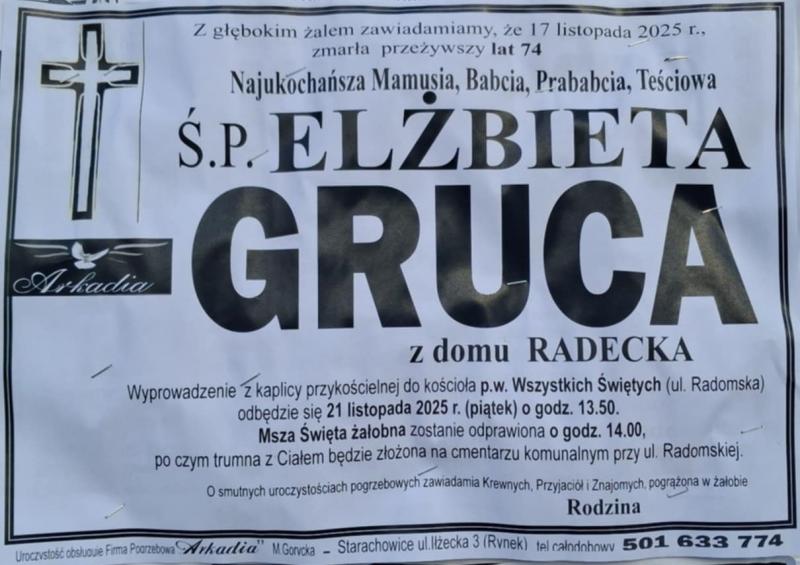 Z głębokim żalem zawiadamiamy, że 17 listopada 2025 r.,
zmarła przeżywszy lat 74
Najukochańsza Mamusia, Babcia, Prababcia, Teściowa
Ś.P. ELŻBIETA
GRUCA
z domu RADECKA
Arkadia
Wyprowadzenie z kaplicy przykościelnej do kościoła p.w. Wszystkich Świętych (ul. Radomska)
odbędzie się 21 listopada 2025 r. (piątek) o godz. 13.50.
Msza Święta żałobna zostanie odprawiona o godz. 14.00,
po czym trumna z Ciałem będzie złożona na cmentarzu komunalnym przy ul. Radomskiej.
O smutnych uroczystościach pogrzebowych zawiadamia Krewnych, Przyjaciół i Znajomych, pogrążona w żałobie
Rodzina
Uroczystość obsługuje Firma Pogrzebowa "Arkadia" M.Gorycka - Starachowice ul.Iłżecka 3 (Rynek) tel.całodobowy 501 633 774